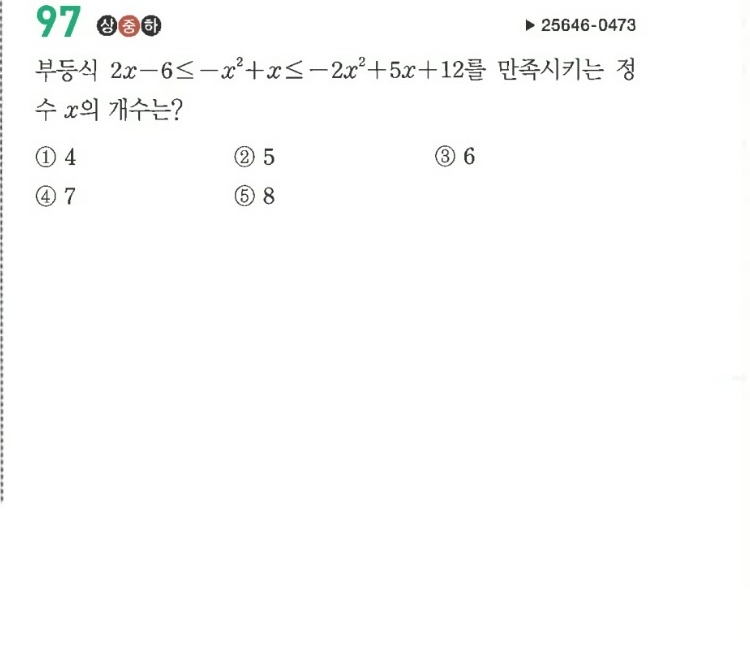 97 상 중 하 ▶ 25646-0473
부등식 2x-6≤-x²+x≤-2x²+5x+12를 만족시키는 정
수 x의 개수는?
① 4 ② 5 ③ 6
④ 7 ⑤ 8